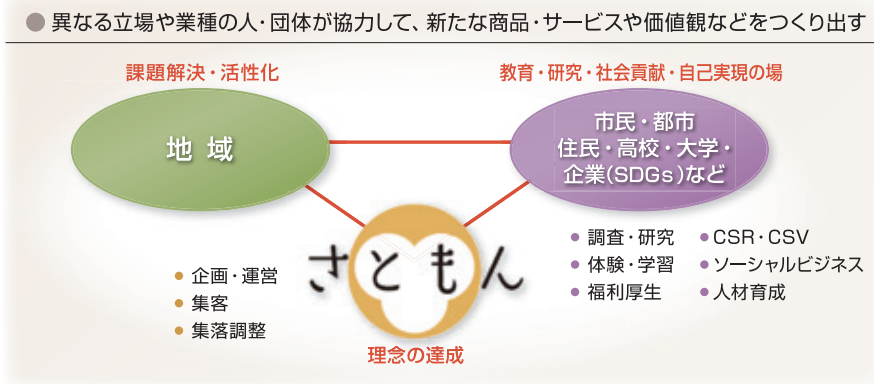 ● 異なる立場や業種の人・団体が協力して、新たな商品・サービスや価値観などをつくり出す
課題解決・活性化
教育・研究・社会貢献・自己実現の場
地域
市民・都市
住民・高校・大学・
企業(SDGs)など
さともん
● 企画・運営
● 集客
● 集落調整
● 調査・研究
● 体験・学習
● 福利厚生
● CSR・CSV
● ソーシャルビジネス
● 人材育成
理念の達成